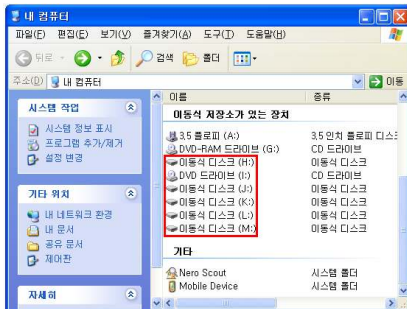 내 컴퓨터
파일(F) 편집(E) 보기(V) 즐겨찾기(A) 도구(T) 도움말(H)
뒤로 검색 폴더
주소(D) 내 컴퓨터 이동
시스템 작업
시스템 정보 표시
프로그램 추가/제거
설정 변경
기타 위치
내 네트워크 환경
내 문서
공유 문서
제어판
자세히
이름 종류
이동식 저장소가 있는 장치
3,5 플로피 (A:) 3,5 인치 플로피 디스
DVD-RAM 드라이브 (G:) CD 드라이브
이동식 디스크 (H:) 이동식 디스크
DVD 드라이브 (I:) CD 드라이브
이동식 디스크 (J:) 이동식 디스크
이동식 디스크 (K:) 이동식 디스크
이동식 디스크 (L:) 이동식 디스크
이동식 디스크 (M:) 이동식 디스크
기타
Nero Scout 시스템 폴더
Mobile Device 시스템 폴더